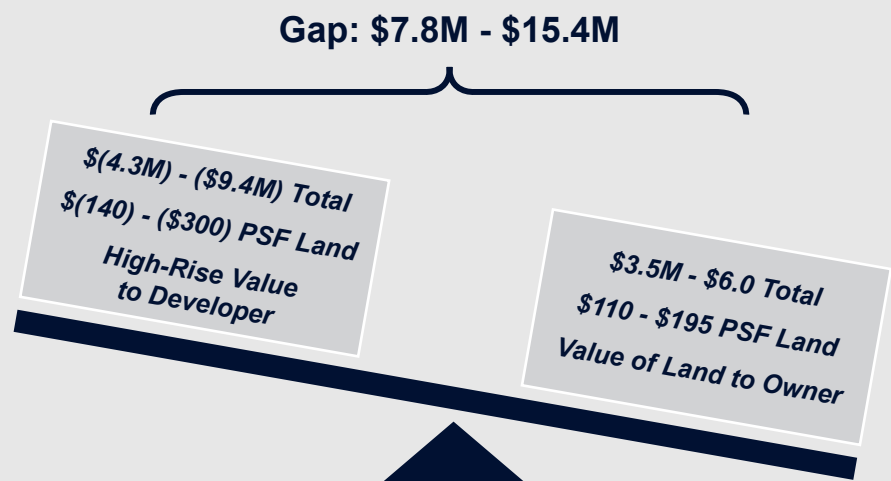 Gap: $7.8M - $15.4M
$(4.3M) - ($9.4M) Total
$(140) - ($300) PSF Land
High-Rise Value
to Developer
$3.5M - $6.0 Total
$110 - $195 PSF Land
Value of Land to Owner